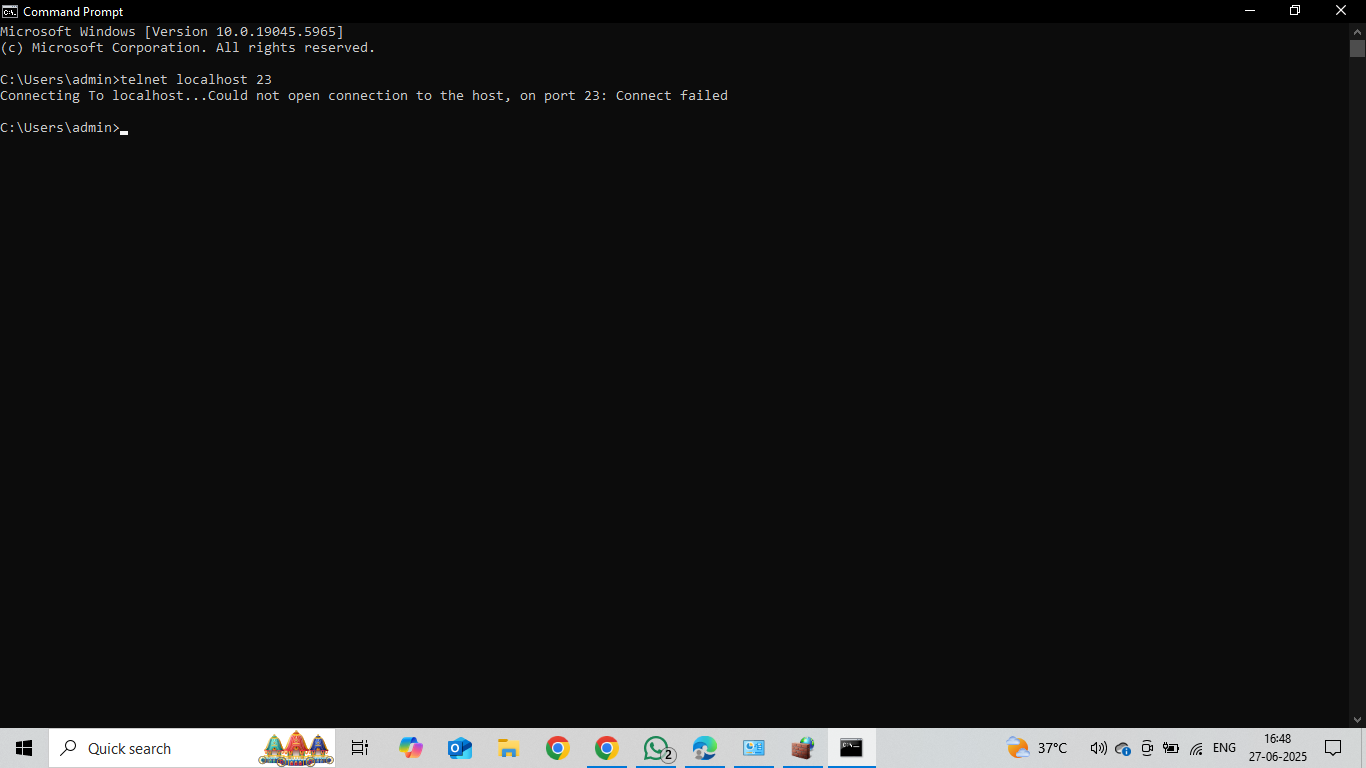 Command Prompt
Microsoft Windows [Version 10.0.19045.5965]
(c) Microsoft Corporation. All rights reserved.
C:\Users\admin>telnet localhost 23
Connecting To localhost...Could not open connection to the host, on port 23: Connect failed
C:\Users\admin>
Quick search
2
37°C
ENG
16:48
27-06-2025